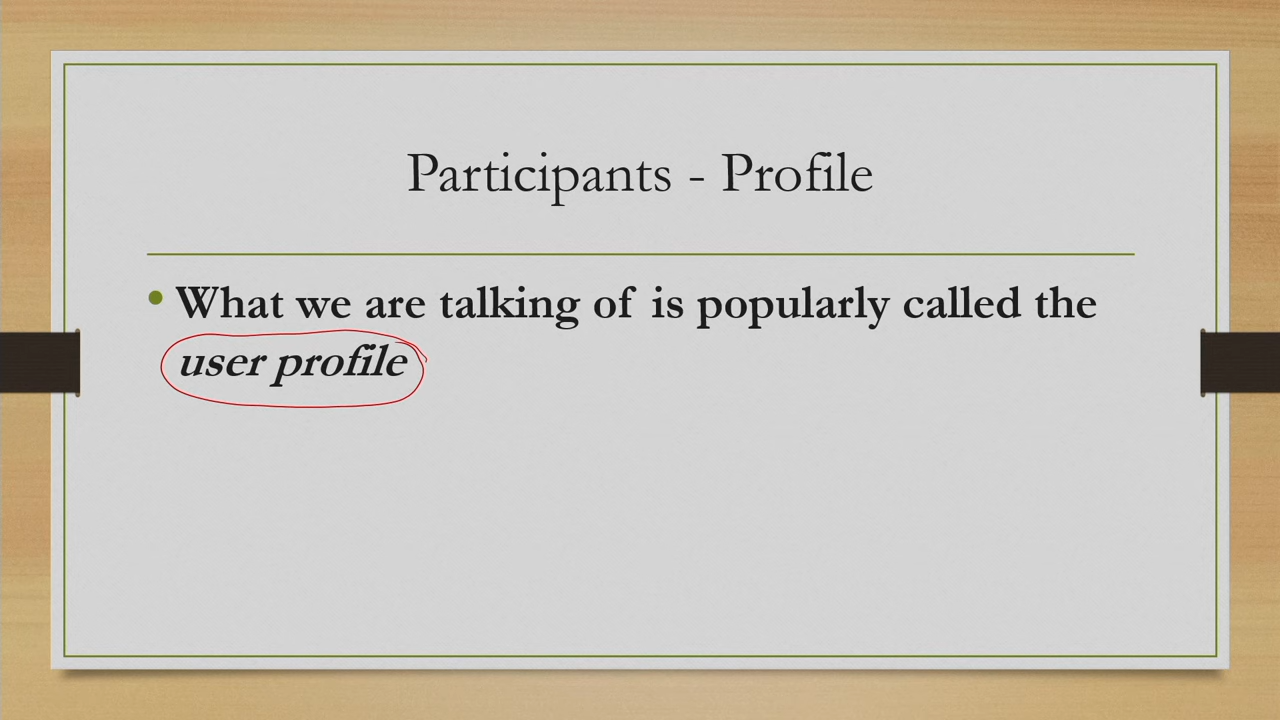 Participants - Profile
• What we are talking of is popularly called the
user profile